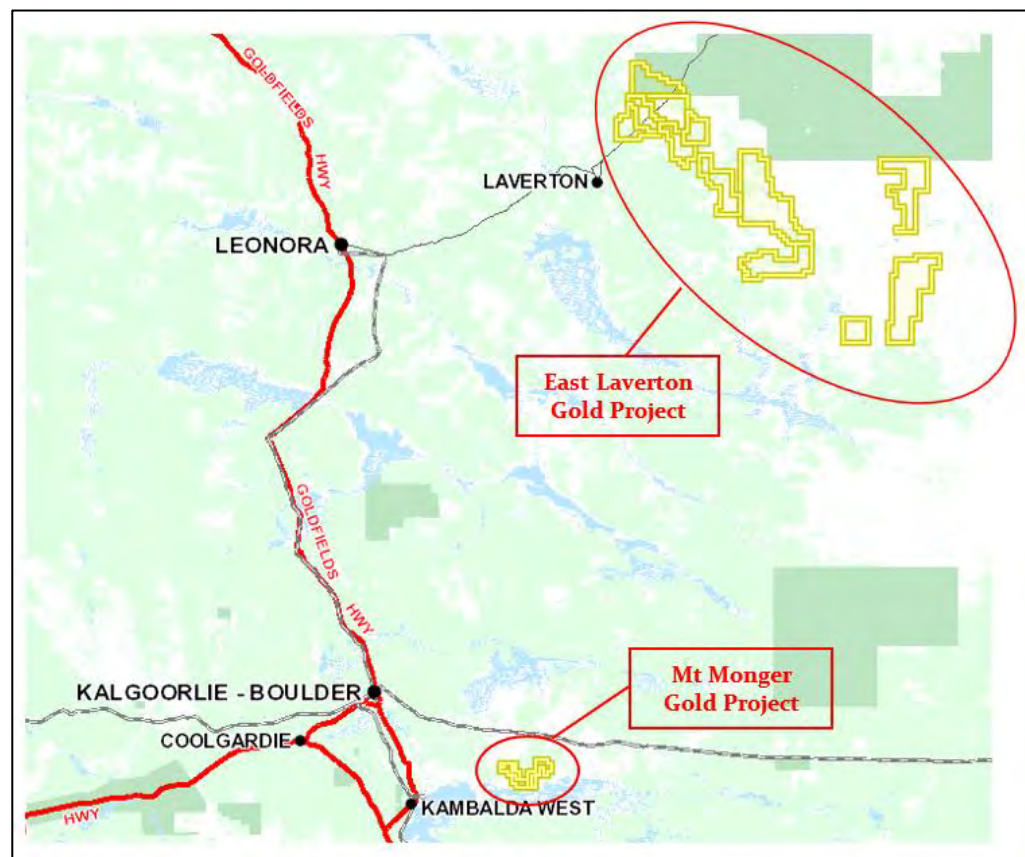 GOLDFIELDS
HWY
LAVERTON
LEONORA
East Laverton
Gold Project
GOLDFIELDS
HWY
Mt Monger
Gold Project
KALGOORLIE - BOULDER
COOLGARDIE
KAMBALDA WEST
HWY